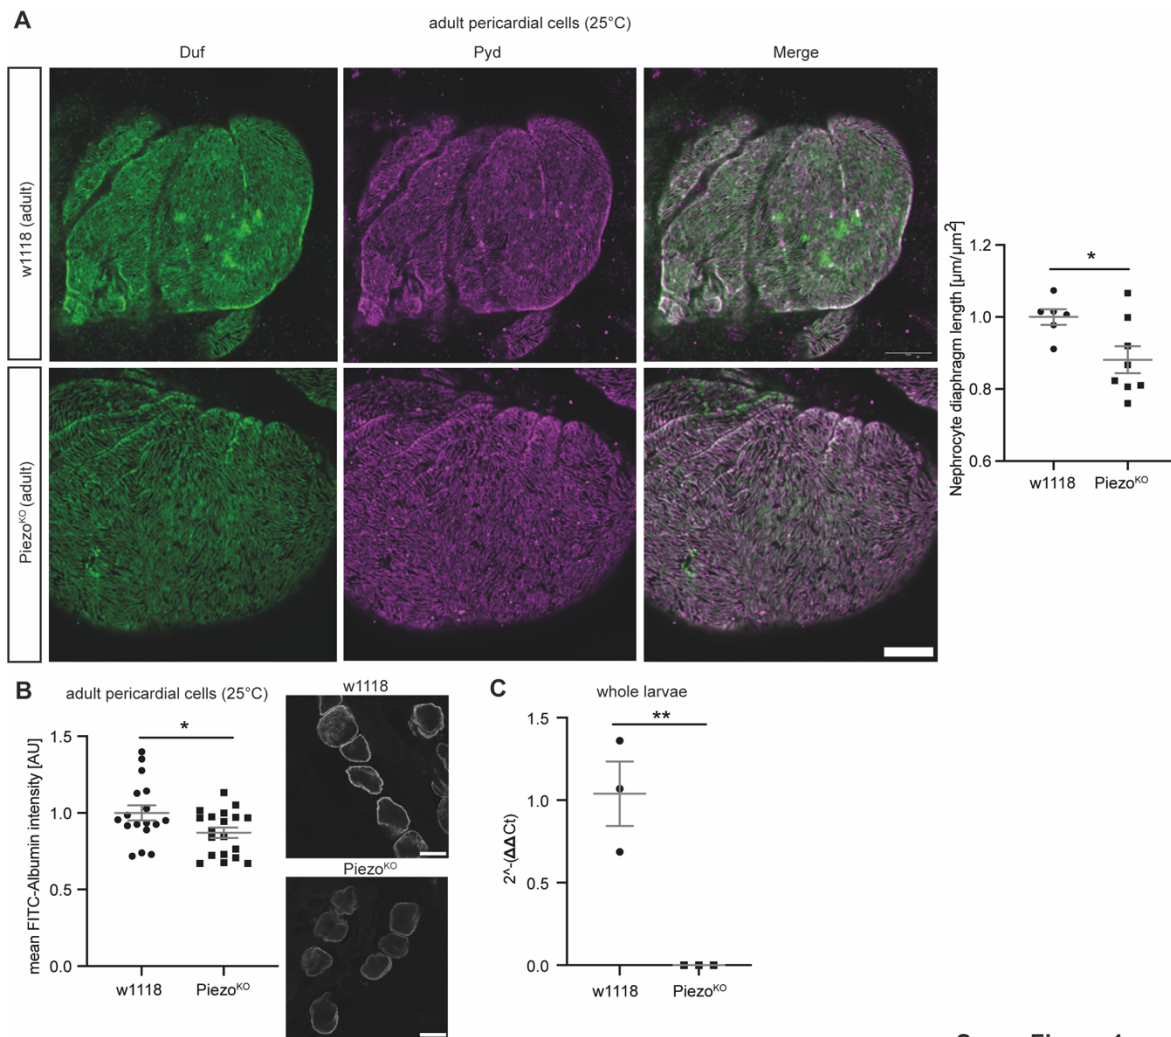 A
adult pericardial cells (25°C)
Duf
Pyd
Merge
w1118 (adult)
Piezo^KO (adult)
Nephrocyte diaphragm length [µm/µm²]
1.2
1.0
0.8
0.6
*
w1118
Piezo^KO
B
adult pericardial cells (25°C)
mean FITC-Albumin intensity [AU]
1.5
1.0
0.5
0.0
*
w1118
Piezo^KO
w1118
Piezo^KO
C
whole larvae
2^-(ΔΔCt)
1.5
1.0
0.5
0.0
**
w1118
Piezo^KO